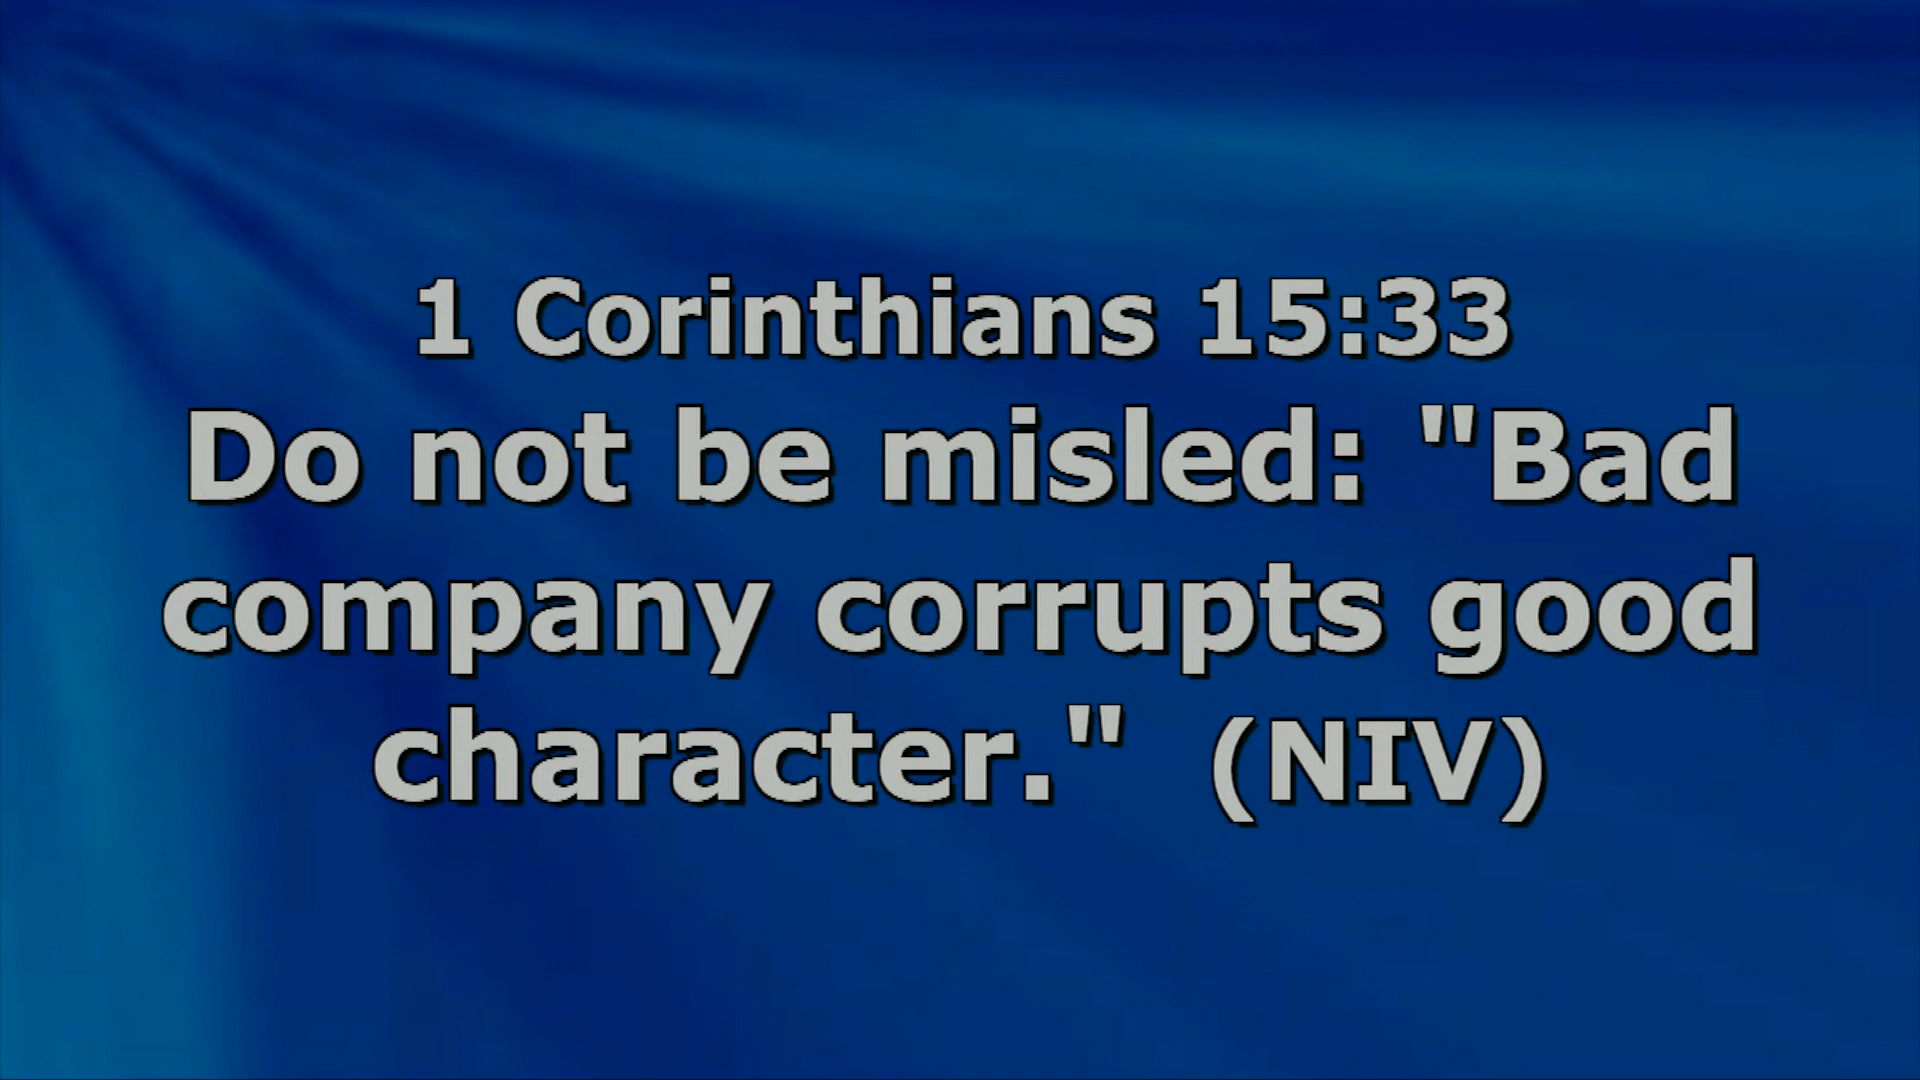 1 Corinthians 15:33
Do not be misled: "Bad
company corrupts good
character."  (NIV)